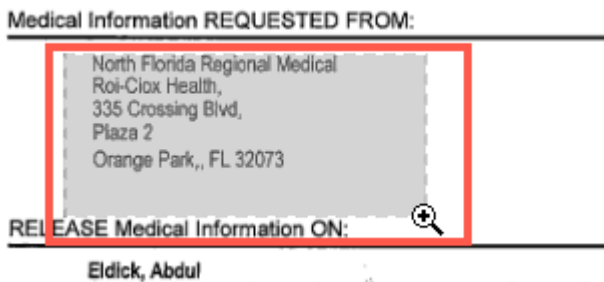 Medical Information REQUESTED FROM:
North Florida Regional Medical
Roi-Ciox Health,
335 Crossing Blvd,
Plaza 2
Orange Park,, FL 32073
RELEASE Medical Information ON:
Eldick, Abdul